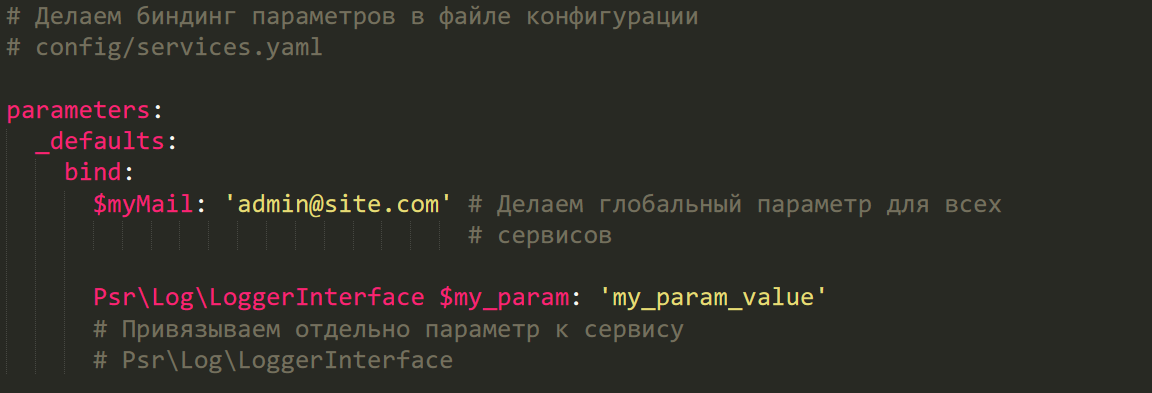 # Делаем биндинг параметров в файле конфигурации
# config/services.yaml
parameters:
_defaults:
bind:
$myMail: 'admin@site.com' # Делаем глобальный параметр для всех
# сервисов
Psr\Log\LoggerInterface $my_param: 'my_param_value'
# Привязываем отдельно параметр к сервису
# Psr\Log\LoggerInterface